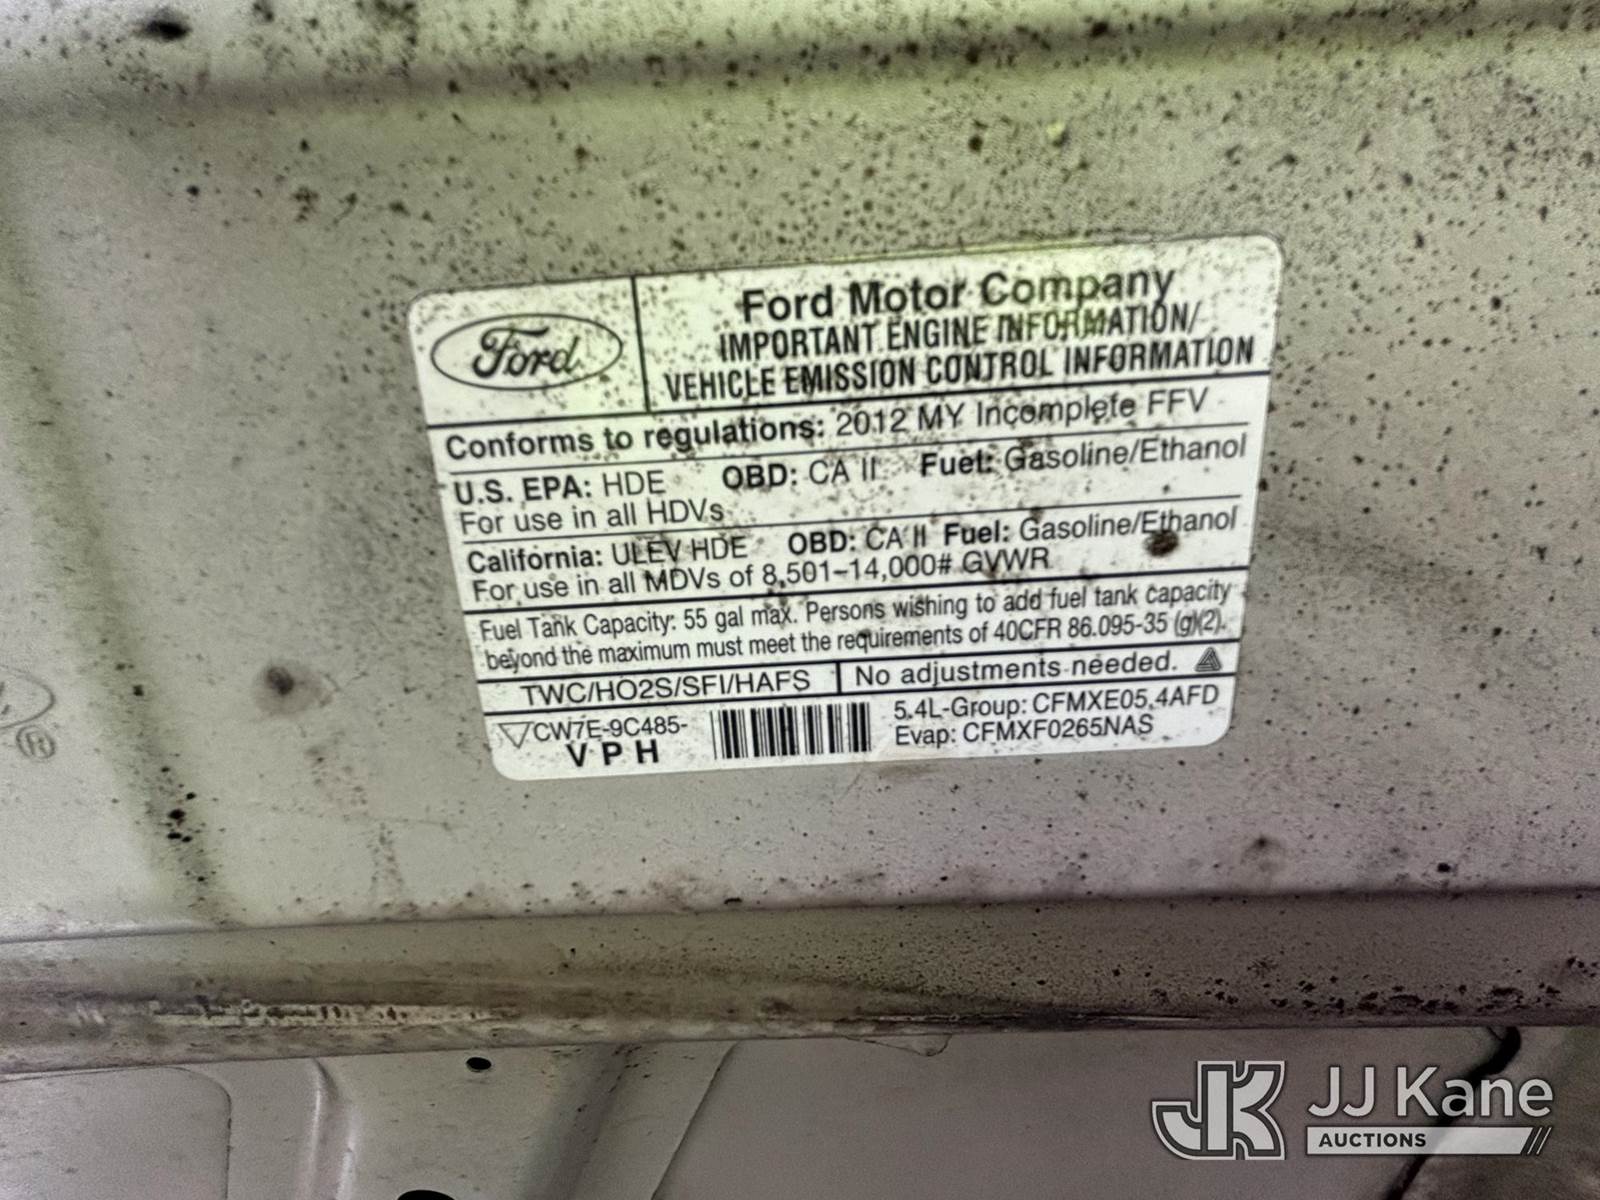 Ford
Ford Motor Company
IMPORTANT ENGINE INFORMATION/
VEHICLE EMISSION CONTROL INFORMATION
Conforms to regulations: 2012 MY Incomplete FFV
U.S. EPA: HDE OBD: CA II Fuel: Gasoline/Ethanol
For use in all HDVs
California: ULEV HDE OBD: CA II Fuel: Gasoline/Ethanol
For use in all MDVs of 8,501-14,000# GVWR
Fuel Tank Capacity: 55 gal max. Persons wishing to add fuel tank capacity
beyond the maximum must meet the requirements of 40CFR 86.095-35 (g)(2).
TWC/HO2S/SFI/HAFS
No adjustments needed.
CW7E-9C485-
VPH
5.4L-Group: CFMXE05.4AFD
Evap: CFMXF0265NAS
®
JK
JJ Kane
AUCTIONS